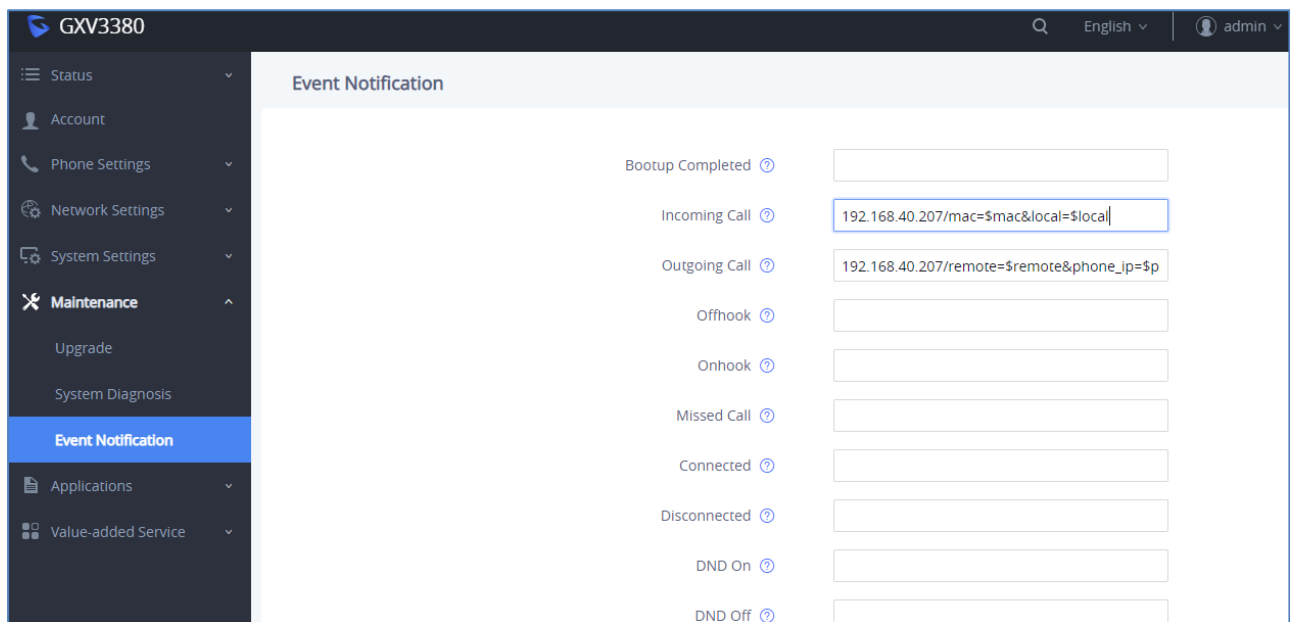 GXV3380
English
admin
Status
Account
Phone Settings
Network Settings
System Settings
Maintenance
Upgrade
System Diagnosis
Event Notification
Applications
Value-added Service
Event Notification
Bootup Completed
Incoming Call 192.168.40.207/mac=$mac&local=$local
Outgoing Call 192.168.40.207/remote=$remote&phone_ip=$p
Offhook
Onhook
Missed Call
Connected
Disconnected
DND On
DND Off